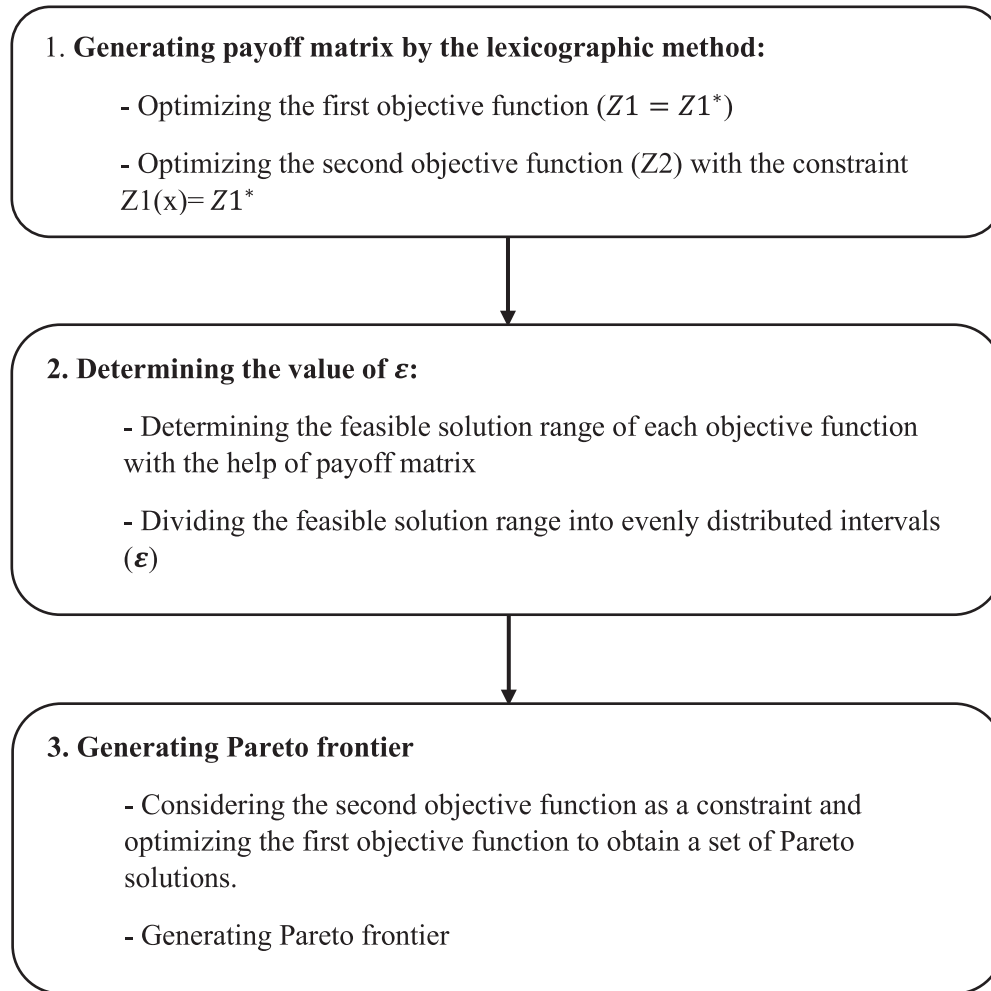 1. Generating payoff matrix by the lexicographic method:
- Optimizing the first objective function (Z1 = Z1*)
- Optimizing the second objective function (Z2) with the constraint
Z1(x)= Z1*
2. Determining the value of ε:
- Determining the feasible solution range of each objective function
with the help of payoff matrix
- Dividing the feasible solution range into evenly distributed intervals
(ε)
3. Generating Pareto frontier
- Considering the second objective function as a constraint and
optimizing the first objective function to obtain a set of Pareto
solutions.
- Generating Pareto frontier